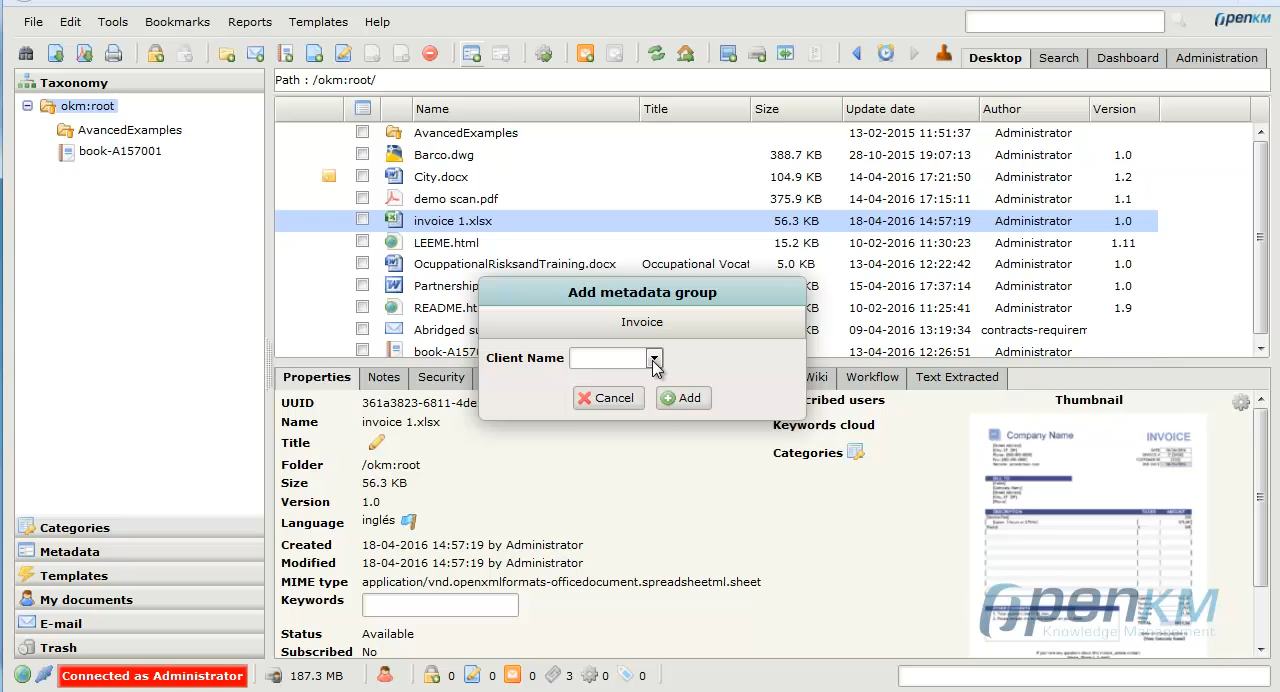 File Edit Tools Bookmarks Reports Templates Help
OpenKM
Desktop Search Dashboard Administration
Taxonomy
Path : /okm:root/
okm:root
AvancedExamples
book-A157001
Name Title Size Update date Author Version
AvancedExamples 13-02-2015 11:51:37 Administrator
Barco.dwg 388.7 KB 28-10-2015 19:07:13 Administrator 1.0
City.docx 104.9 KB 14-04-2016 17:21:50 Administrator 1.2
demo scan.pdf 375.9 KB 14-04-2016 17:15:11 Administrator 1.1
invoice 1.xlsx 56.3 KB 18-04-2016 14:57:19 Administrator 1.0
LEEME.html 15.2 KB 10-02-2016 11:30:23 Administrator 1.11
OcuppationalRisksandTraining.docx Occupational Vocat 5.0 KB 13-04-2016 12:22:42 Administrator 1.0
Partnership 15-04-2016 17:37:14 Administrator 1.0
README.ht KB 10-02-2016 11:25:41 Administrator 1.9
Abridged su KB 09-04-2016 13:19:34 contracts-requirem
book-A157 13-04-2016 12:26:51 Administrator
Add metadata group
Invoice
Client Name
Cancel Add
Properties Notes Security Wiki Workflow Text Extracted
UUID 361a3823-6811-4de
Name invoice 1.xlsx
Title
Folder /okm:root
Size 56.3 KB
Version 1.0
Language inglés
Created 18-04-2016 14:57:19 by Administrator
Modified 18-04-2016 14:57:19 by Administrator
MIME type application/vnd.openxmlformats-officedocument.spreadsheetml.sheet
Keywords
Status Available
Subscribed No
cribed users
Keywords cloud
Categories
Thumbnail
Company Name INVOICE
DESCRIPTION TAXED AMOUNT
OpenKM
Knowledge Management
Categories
Metadata
Templates
My documents
E-mail
Trash
Connected as Administrator 187.3 MB 0 0 0 3 0 0